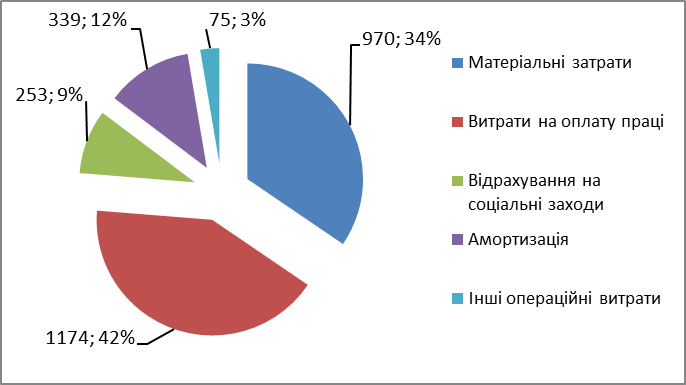 339; 12%
75; 3%
970; 34%
253; 9%
1174; 42%
Матеріальні затрати
Витрати на оплату праці
Відрахування на
соціальні заходи
Амортизація
Інші операційні витрати